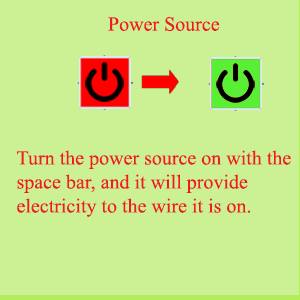 Power Source
Turn the power source on with the
space bar, and it will provide
electricity to the wire it is on.